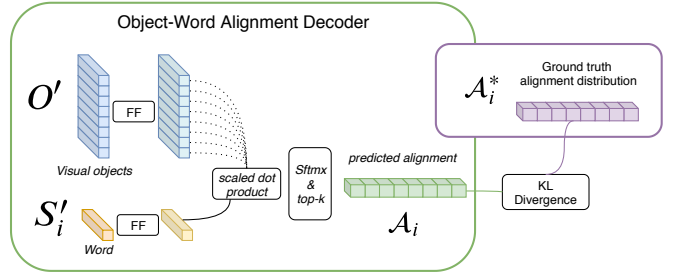 Object-Word Alignment Decoder
O′
FF
Visual objects
S′ᵢ
FF
Word
scaled dot
product
Sftmx
&
top-k
predicted alignment
𝒜ᵢ
Ground truth
alignment distribution
𝒜*ᵢ
KL
Divergence